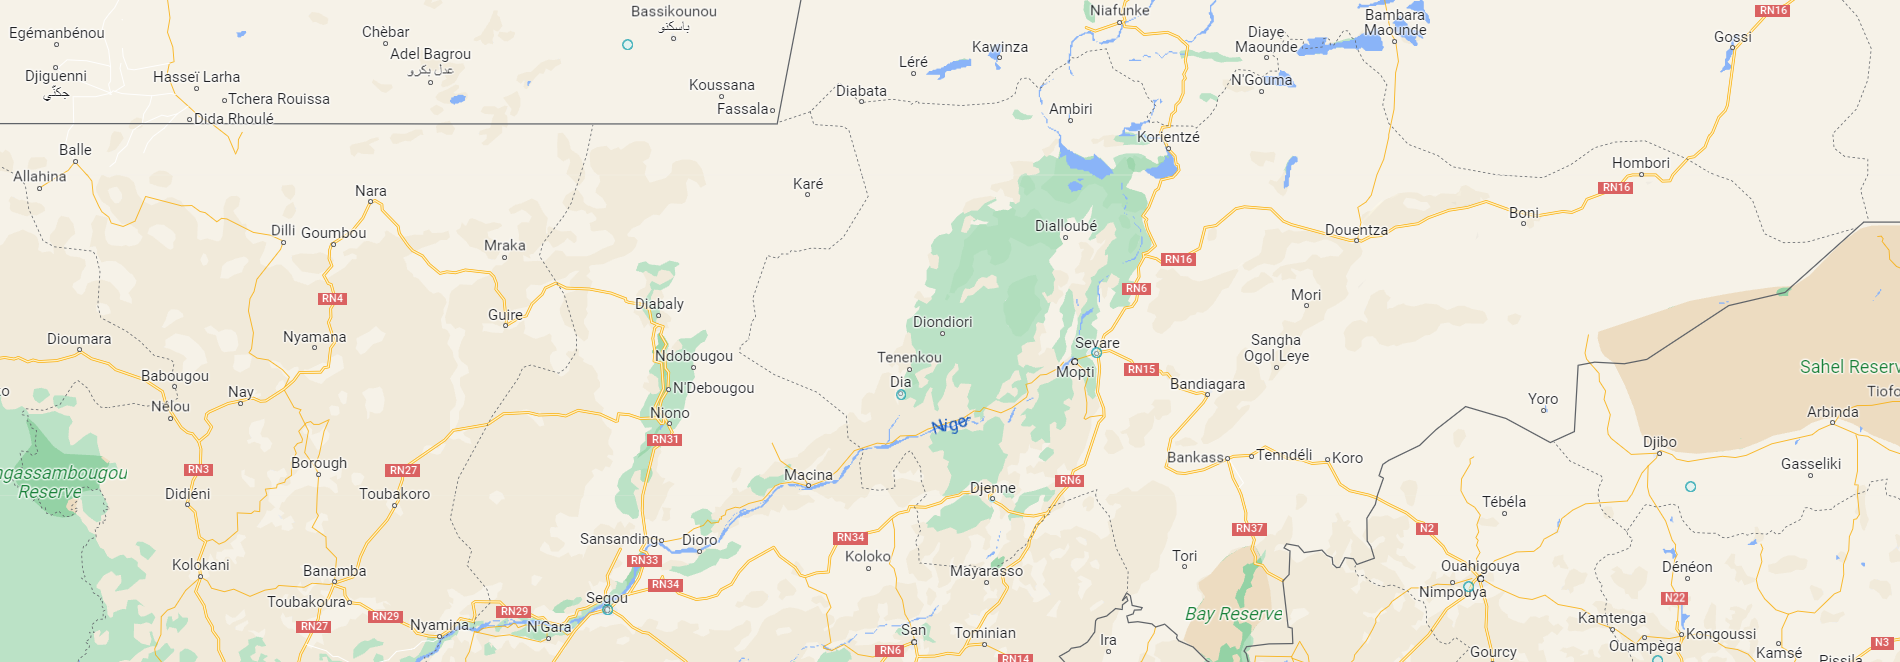 Bassikounou
باسكنو
Niafunke
RN16
Bambara
Maounde
Egémanbénou
Chèbar
Diaye
Maounde
Gossi
Kawinza
Adel Bagrou
عدل بكرو
Léré
Djiguenni
جكني
Hasseï Larha
N'Gouma
Koussana
Diabata
Tchera Rouissa
Fassala
Ambiri
Dida Rhoulé
Korientzé
Balle
Hombori
Allahina
Karé
RN16
Nara
Boni
Dialloubé
Dilli
Goumbou
Douentza
Mraka
RN16
RN6
RN4
Mori
Diabaly
Guire
Diondiori
Dioumara
Nyamana
Sevare
Sangha
Ogol Leye
Ndobougou
Tenenkou
Mopti
RN15
Sahel Reserv
Babougou
Dia
Bandiagara
N'Debougou
Nay
Tiofo
Yoro
Nélou
Niono
Arbinda
Niger
RN31
Djibo
Bankass
Tenndéli
Koro
Borough
Gasseliki
RN3
RN27
ngassambougou
Reserve
Macina
RN6
Didiéni
Toubakoro
Djenne
Tébéla
N2
RN37
Sansanding
Dioro
RN34
Koloko
Tori
RN33
Kolokani
Banamba
Mayarasso
Ouahigouya
Dénéon
RN34
Nimpouya
Toubakoura
Segou
N22
RN29
RN29
Bay Reserve
Kamtenga
RN27
Nyamina
N'Gara
San
Tominian
Kongoussi
Ira
Ouampega
N3
RN6
RN14
Gourcy
Kamsé
Pissila